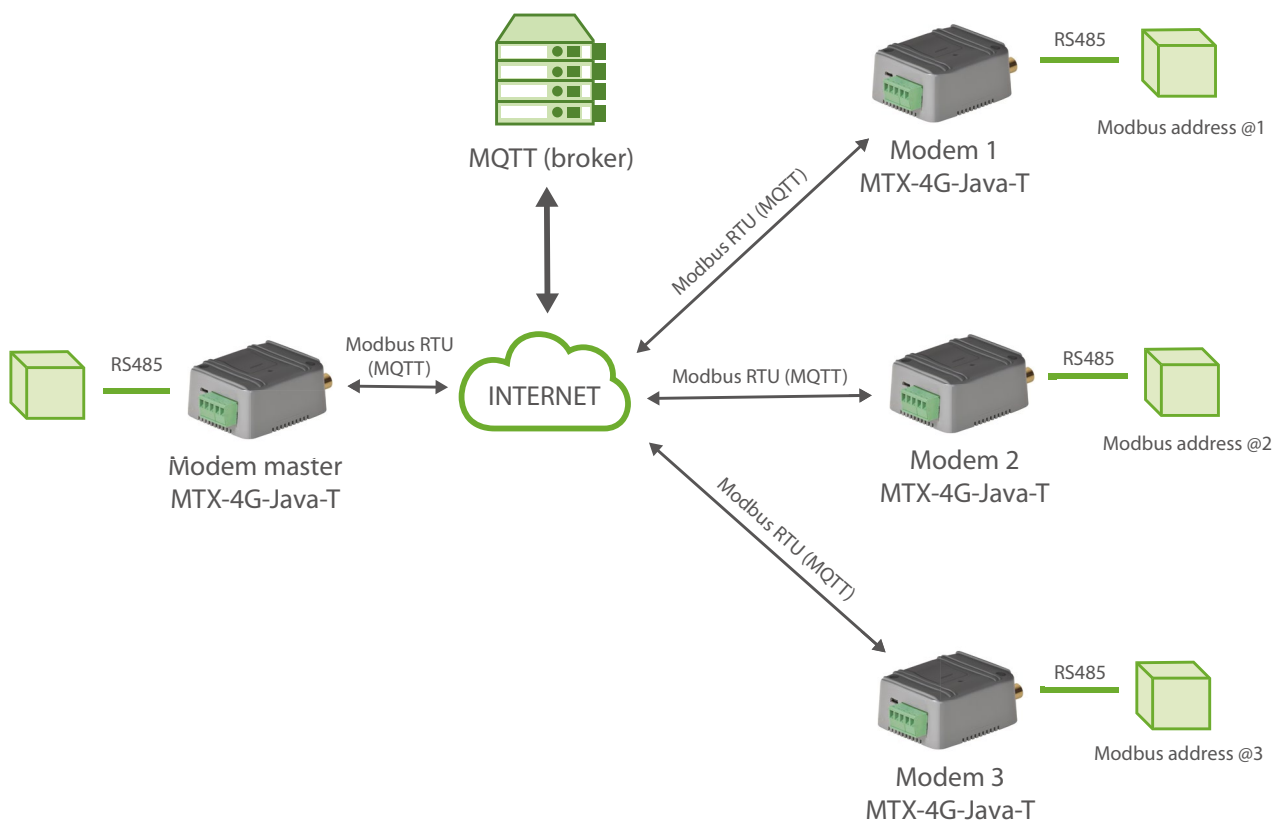 RS485
Modbus address @1
MQTT (broker)
Modem 1
MTX-4G-Java-T
Modbus RTU (MQTT)
RS485
Modbus RTU
(MQTT)
INTERNET
Modbus RTU (MQTT)
RS485
Modbus address @2
Modem master
MTX-4G-Java-T
Modem 2
MTX-4G-Java-T
Modbus RTU (MQTT)
RS485
Modbus address @3
Modem 3
MTX-4G-Java-T